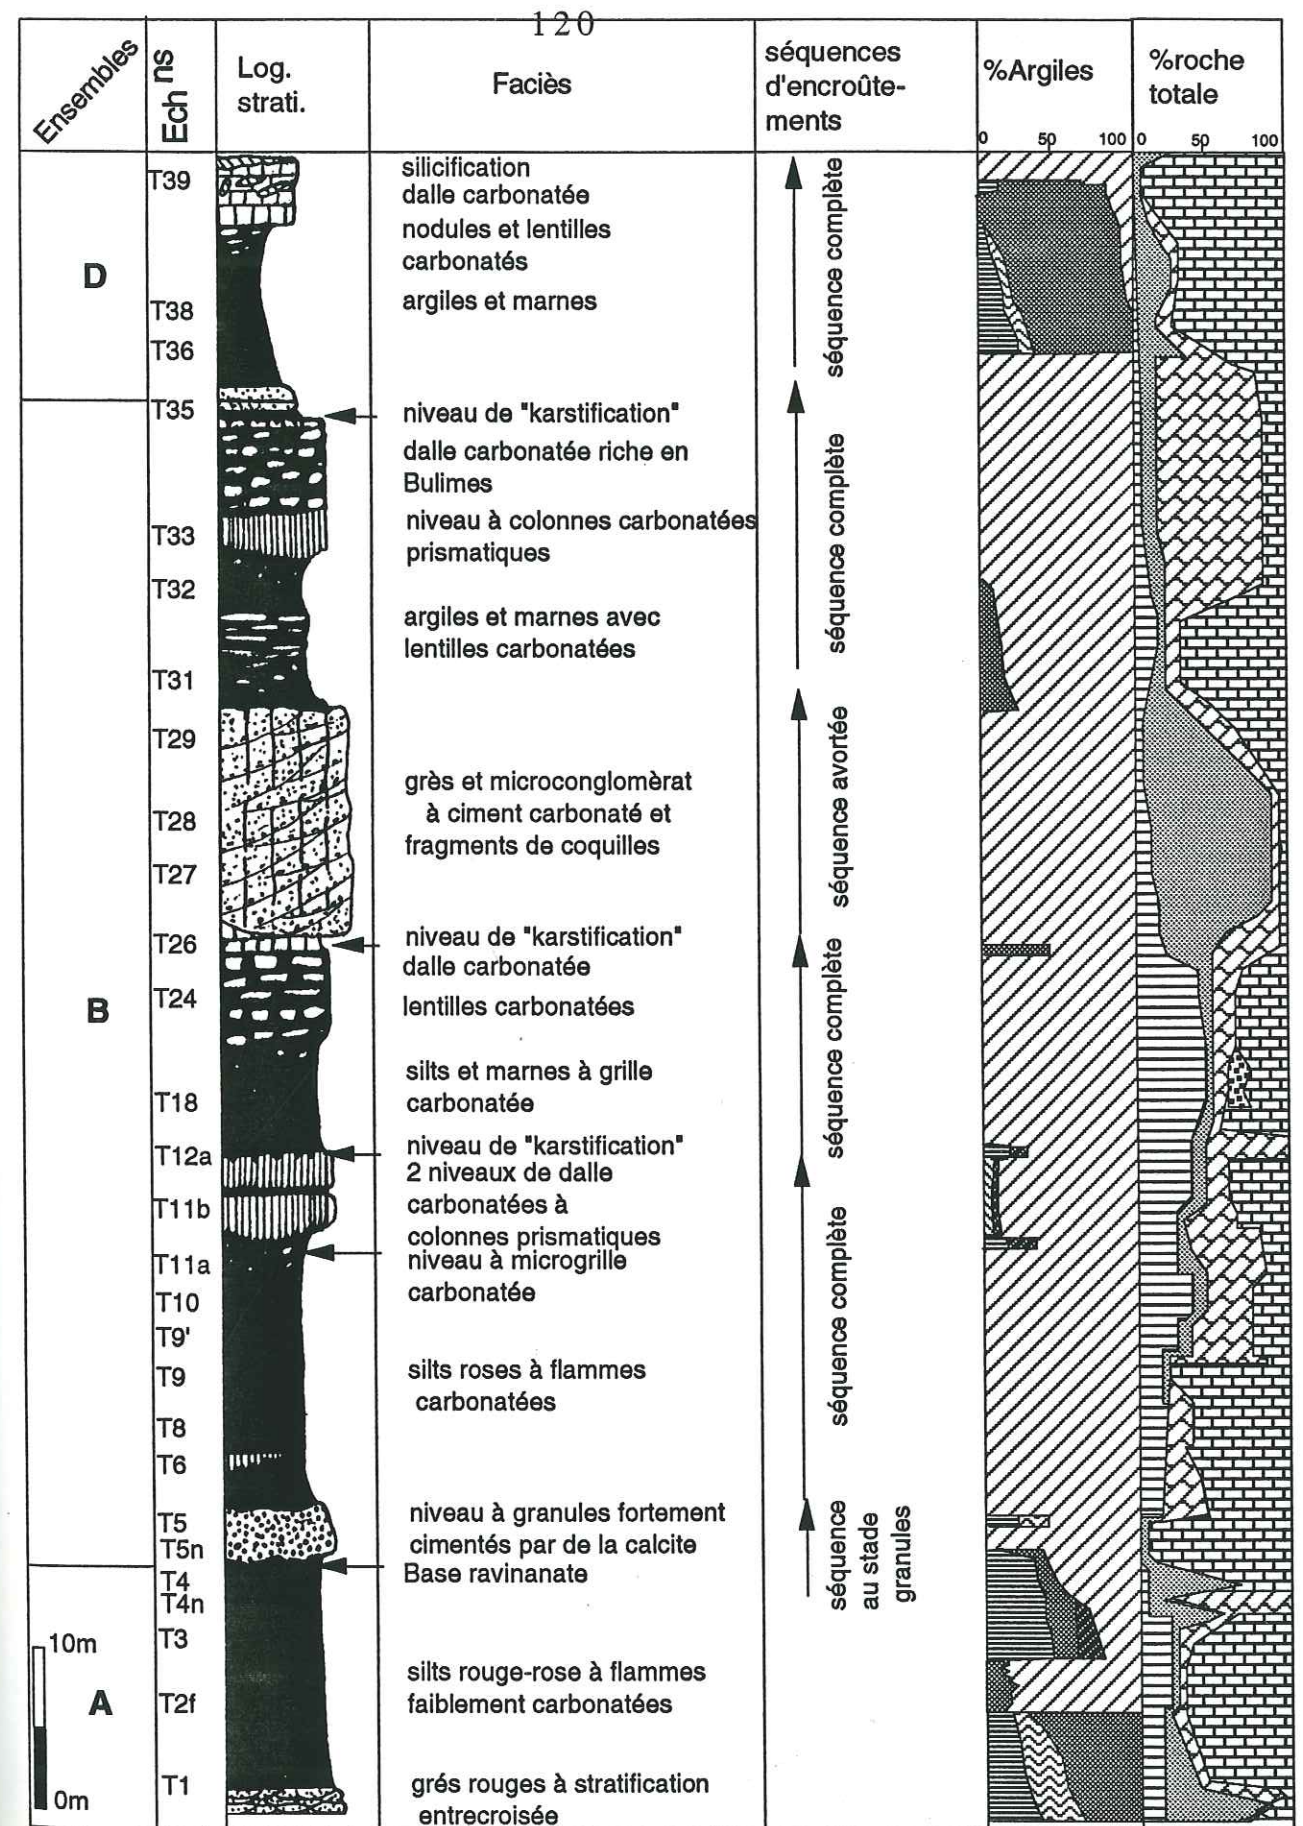 120
Ensembles
Ech ns
Log.
strati.
Faciès
séquences
d'encroûte-
ments
%Argiles
0 50 100
%roche
totale
0 50 100
D
B
A
10m
0m
T39
T38
T36
T35
T33
T32
T31
T29
T28
T27
T26
T24
T18
T12a
T11b
T11a
T10
T9'
T9
T8
T6
T5
T5n
T4
T4n
T3
T2f
T1
silicification
dalle carbonatée
nodules et lentilles
carbonatés
argiles et marnes
niveau de "karstification"
dalle carbonatée riche en
Bulimes
niveau à colonnes carbonatées
prismatiques
argiles et marnes avec
lentilles carbonatées
grès et microconglomèrat
à ciment carbonaté et
fragments de coquilles
niveau de "karstification"
dalle carbonatée
lentilles carbonatées
silts et marnes à grille
carbonatée
niveau de "karstification"
2 niveaux de dalle
carbonatées à
colonnes prismatiques
niveau à microgrille
carbonatée
silts roses à flammes
carbonatées
niveau à granules fortement
cimentés par de la calcite
Base ravinanate
silts rouge-rose à flammes
faiblement carbonatées
grés rouges à stratification
entrecroisée
séquence complète
séquence complète
séquence avortée
séquence complète
séquence complète
séquence
au stade
granules